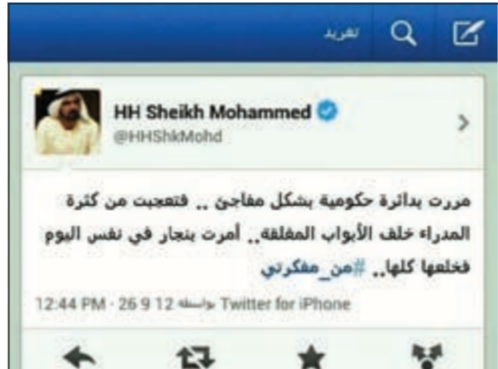 تغريد
HH Sheikh Mohammed
@HHShkMohd
مررت بدائرة حكومية بشكل مفاجئ .. فتعجبت من كثرة
المدراء خلف الأبواب المغلقة.. أمرت بنجار في نفس اليوم
فخلعها كلها.. #من_مفكرتي
12:44 PM · 26 9 12 بواسطة Twitter for iPhone